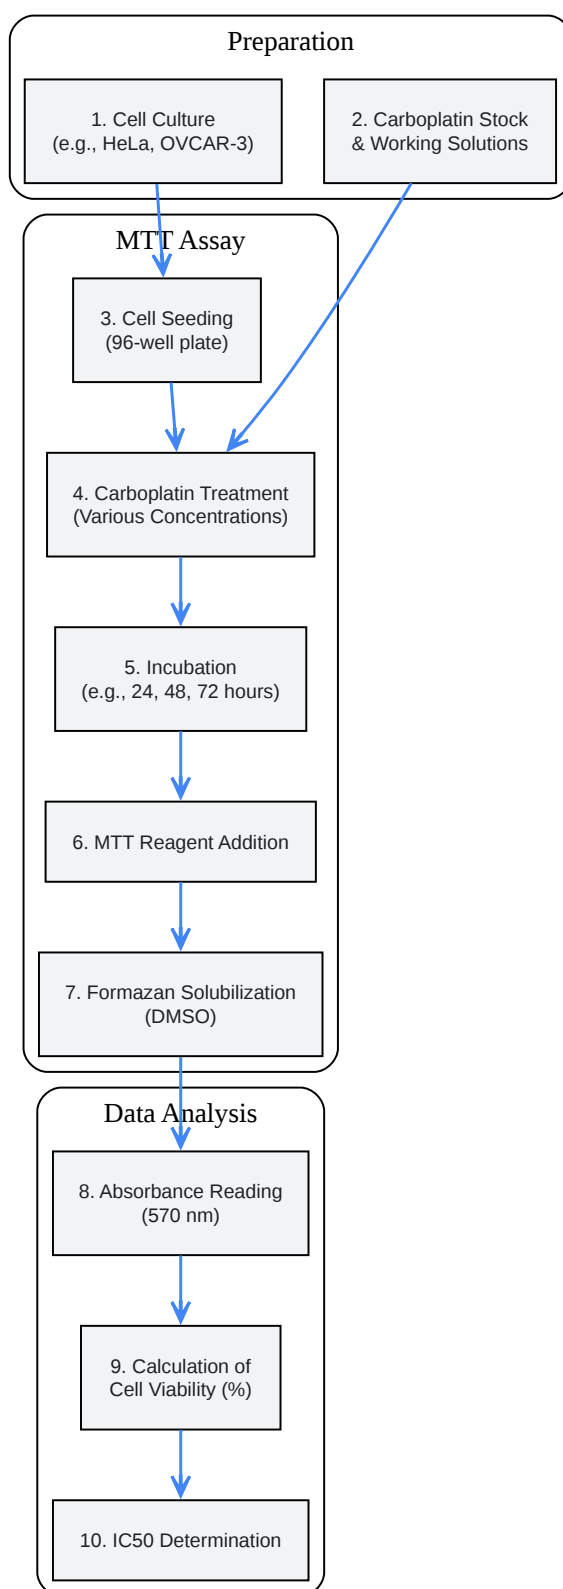 Preparation
1. Cell Culture
(e.g., HeLa, OVCAR-3)
2. Carboplatin Stock
& Working Solutions
MTT Assay
3. Cell Seeding
(96-well plate)
4. Carboplatin Treatment
(Various Concentrations)
5. Incubation
(e.g., 24, 48, 72 hours)
6. MTT Reagent Addition
7. Formazan Solubilization
(DMSO)
Data Analysis
8. Absorbance Reading
(570 nm)
9. Calculation of
Cell Viability (%)
10. IC50 Determination